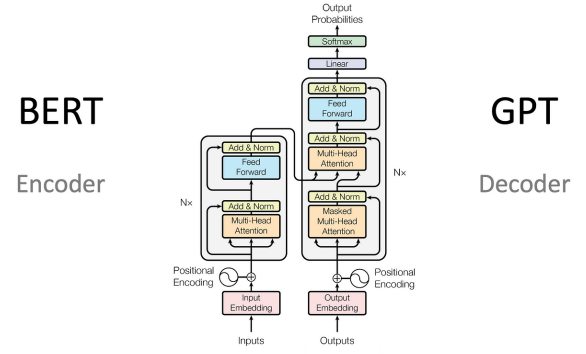 BERT
Encoder
Output
Probabilities
Softmax
Linear
Add & Norm
Feed
Forward
Add & Norm
Multi-Head
Attention
Add & Norm
Masked
Multi-Head
Attention
N×
Positional
Encoding
Output
Embedding
Outputs
Add & Norm
Feed
Forward
Add & Norm
Multi-Head
Attention
N×
Positional
Encoding
Input
Embedding
Inputs
GPT
Decoder